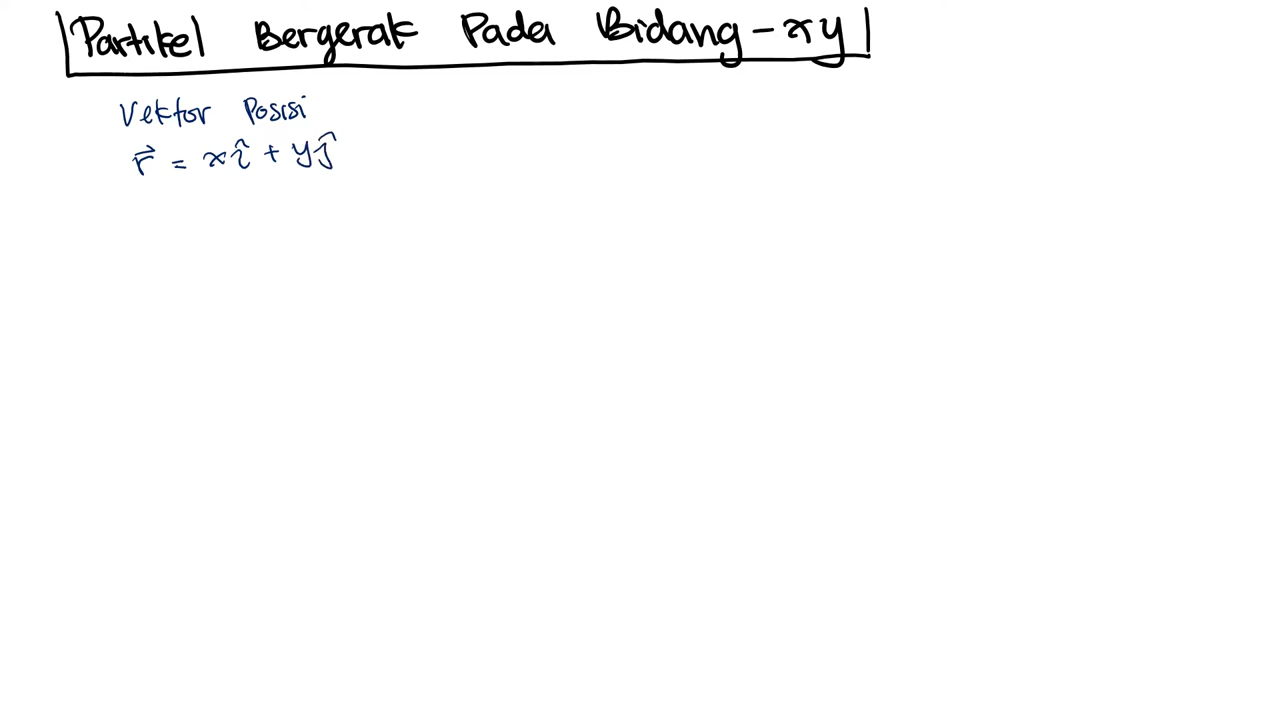 Partikel Bergerak Pada Bidang-xy
Vektor Posisi
r⃗ = xî + yĵ